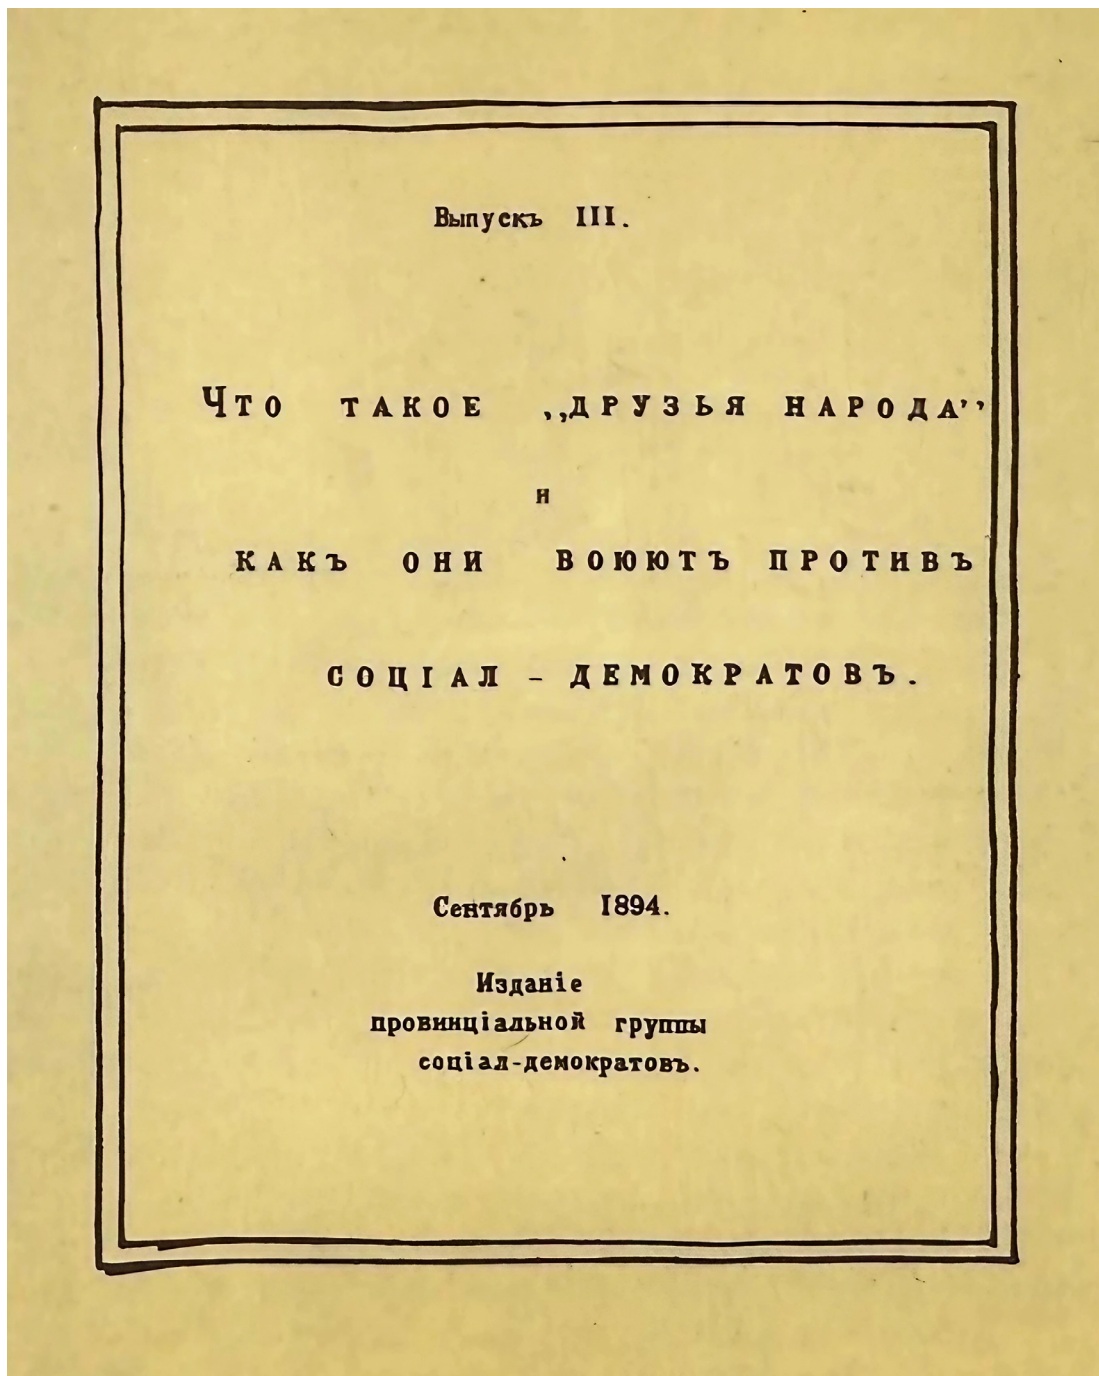 Выпускъ III.
Что такое „друзья народа”
и
какъ они воюютъ противъ
соціал - демократовъ.
Сентябрь 1894.
Изданіе
провинціальной группы
соціал-демократовъ.